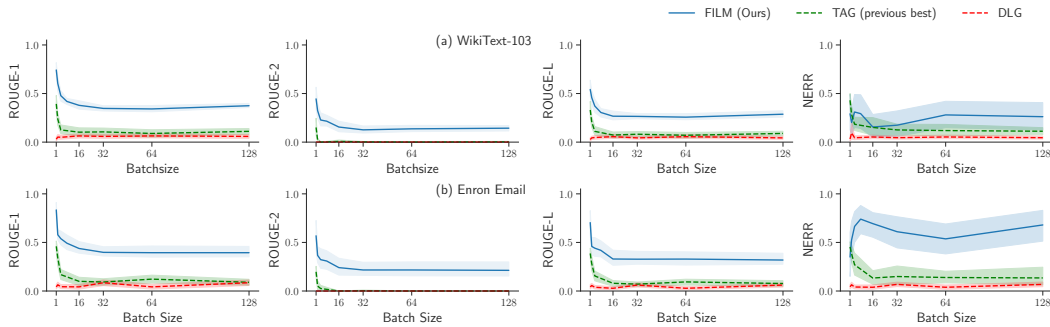 FILM (Ours) TAG (previous best) DLG
(a) WikiText-103
ROUGE-1
1.0
0.5
0.0
1 16 32 64 128
Batchsize
ROUGE-2
1.0
0.5
0.0
1 16 32 64 128
Batchsize
ROUGE-L
1.0
0.5
0.0
1 16 32 64 128
Batch Size
NERR
1.0
0.5
0.0
1 16 32 64 128
Batch Size
(b) Enron Email
ROUGE-1
1.0
0.5
0.0
1 16 32 64 128
Batch Size
ROUGE-2
1.0
0.5
0.0
1 16 32 64 128
Batch Size
ROUGE-L
1.0
0.5
0.0
1 16 32 64 128
Batch Size
NERR
1.0
0.5
0.0
1 16 32 64 128
Batch Size